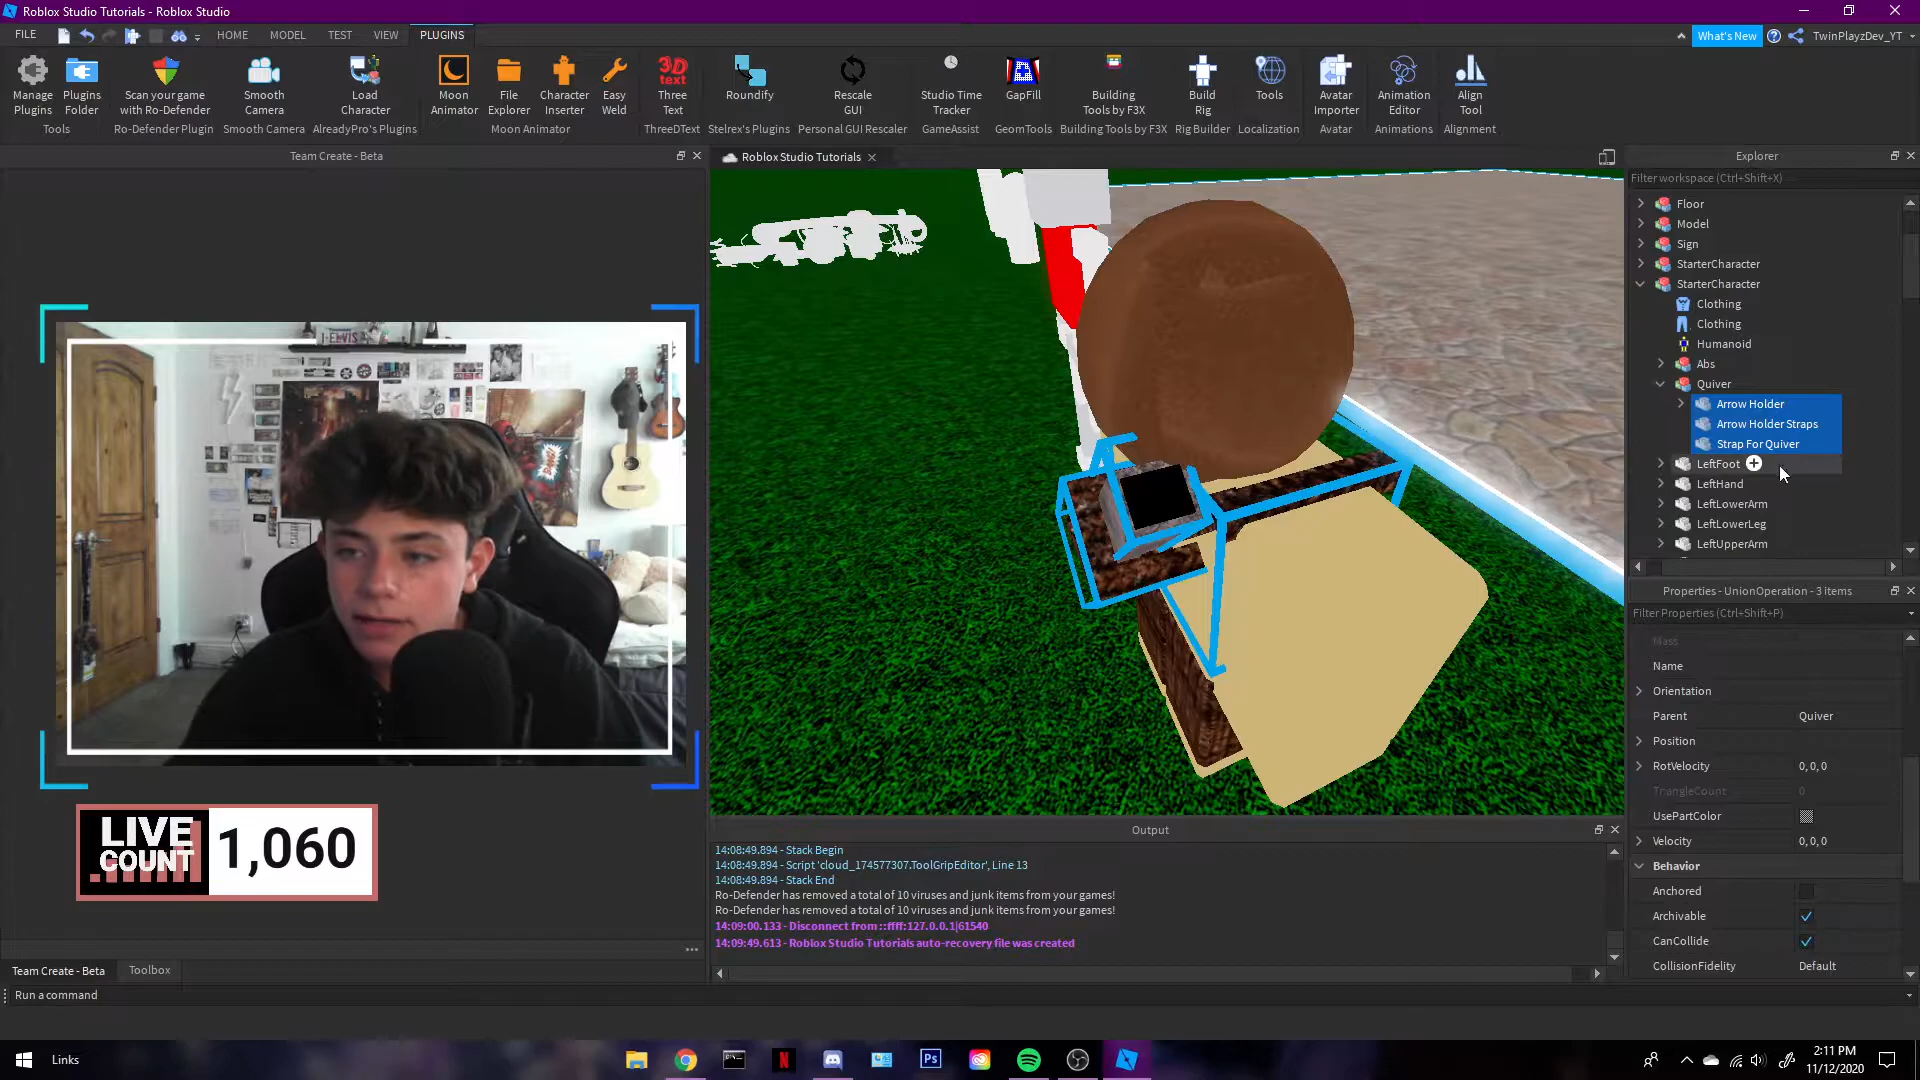 Roblox Studio Tutorials - Roblox Studio
FILE
HOME
MODEL
TEST
VIEW
PLUGINS
What's New
TwinPlayzDev_YT
Manage Plugins
Plugins Folder
Scan your game with Ro-Defender
Smooth Camera
Load Character
Moon Animator
File Explorer
Character Inserter
Easy Weld
Three Text
3D text
Roundify
Rescale GUI
Studio Time Tracker
GapFill
Building Tools by F3X
Build Rig
Tools
Avatar Importer
Animation Editor
Align Tool
Tools
Ro-Defender Plugin
Smooth Camera
AlreadyPro's Plugins
Moon Animator
ThreeDText
Stelrex's Plugins
Personal GUI Rescaler
GameAssist
GeomTools
Building Tools by F3X
Rig Builder
Localization
Avatar
Animations
Alignment
Team Create - Beta
Roblox Studio Tutorials
Explorer
Filter workspace (Ctrl+Shift+X)
Floor
Model
Sign
StarterCharacter
StarterCharacter
Clothing
Clothing
Humanoid
Abs
Quiver
Arrow Holder
Arrow Holder Straps
Strap For Quiver
LeftFoot
LeftHand
LeftLowerArm
LeftLowerLeg
LeftUpperArm
Properties - UnionOperation - 3 items
Filter Properties (Ctrl+Shift+P)
Mass
Name
Orientation
Parent Quiver
Position
RotVelocity 0, 0, 0
TriangleCount 0
UsePartColor
Velocity 0, 0, 0
Behavior
Anchored
Archivable
CanCollide
CollisionFidelity Default
LIVE COUNT
1,060
Output
14:08:49.894 - Stack Begin
14:08:49.894 - Script 'cloud_174577307.ToolGripEditor', Line 13
14:08:49.894 - Stack End
Ro-Defender has removed a total of 10 viruses and junk items from your games!
Ro-Defender has removed a total of 10 viruses and junk items from your games!
14:09:00.133 - Disconnect from ::ffff:127.0.0.1|61540
14:09:49.613 - Roblox Studio Tutorials auto-recovery file was created
Team Create - Beta
Toolbox
Run a command
Links
Ps
2:11 PM
11/12/2020